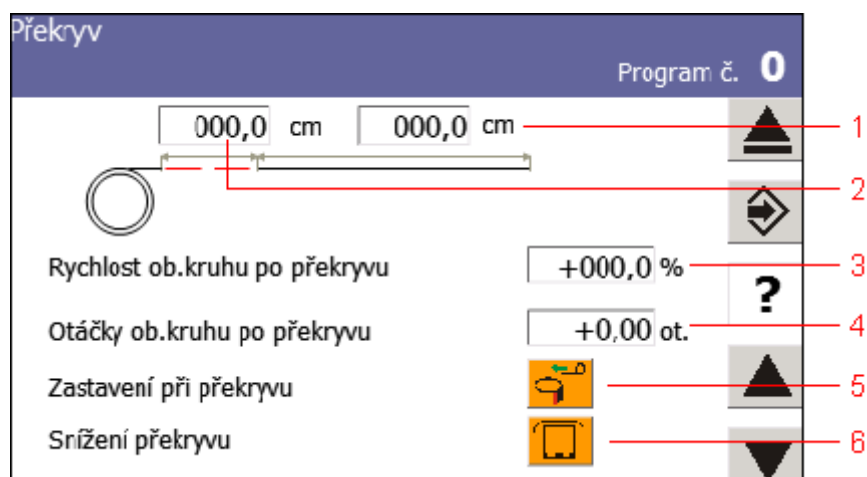 Překryv
Program č. 0
000,0 cm 000,0 cm 1
2
Rychlost ob.kruhu po překryvu +000,0 % 3
?
Otáčky ob.kruhu po překryvu +0,00 ot. 4
Zastavení při překryvu 5
Snížení překryvu 6